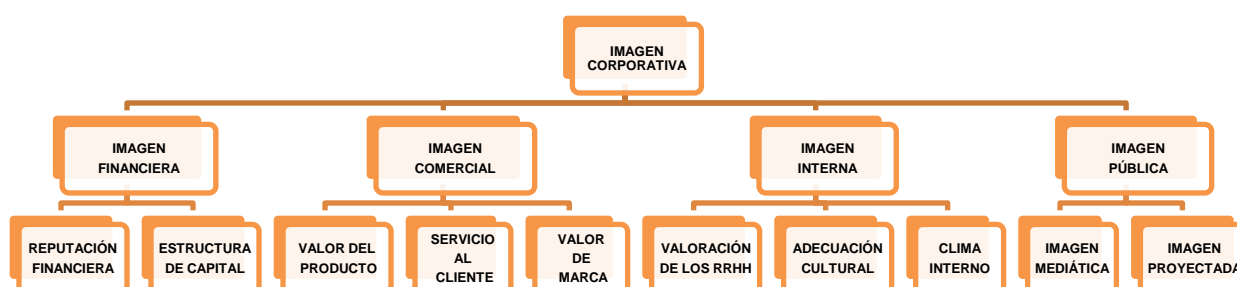 IMAGEN
CORPORATIVA
IMAGEN
FINANCIERA
IMAGEN
COMERCIAL
IMAGEN
INTERNA
IMAGEN
PÚBLICA
REPUTACIÓN
FINANCIERA
ESTRUCTURA
DE CAPITAL
VALOR DEL
PRODUCTO
SERVICIO
AL
CLIENTE
VALOR
DE
MARCA
VALORACIÓN
DE LOS RRHH
ADECUACIÓN
CULTURAL
CLIMA
INTERNO
IMAGEN
MEDIÁTICA
IMAGEN
PROYECTADA